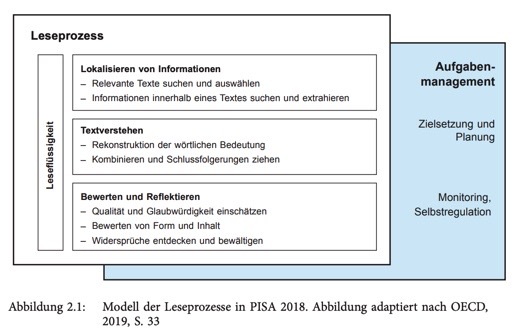 Leseprozess
Leseflüssigkeit
Lokalisieren von Informationen
– Relevante Texte suchen und auswählen
– Informationen innerhalb eines Textes suchen und extrahieren
Textverstehen
– Rekonstruktion der wörtlichen Bedeutung
– Kombinieren und Schlussfolgerungen ziehen
Bewerten und Reflektieren
– Qualität und Glaubwürdigkeit einschätzen
– Bewerten von Form und Inhalt
– Widersprüche entdecken und bewältigen
Aufgaben-
management
Zielsetzung und
Planung
Monitoring,
Selbstregulation
Abbildung 2.1: Modell der Leseprozesse in PISA 2018. Abbildung adaptiert nach OECD,
2019, S. 33